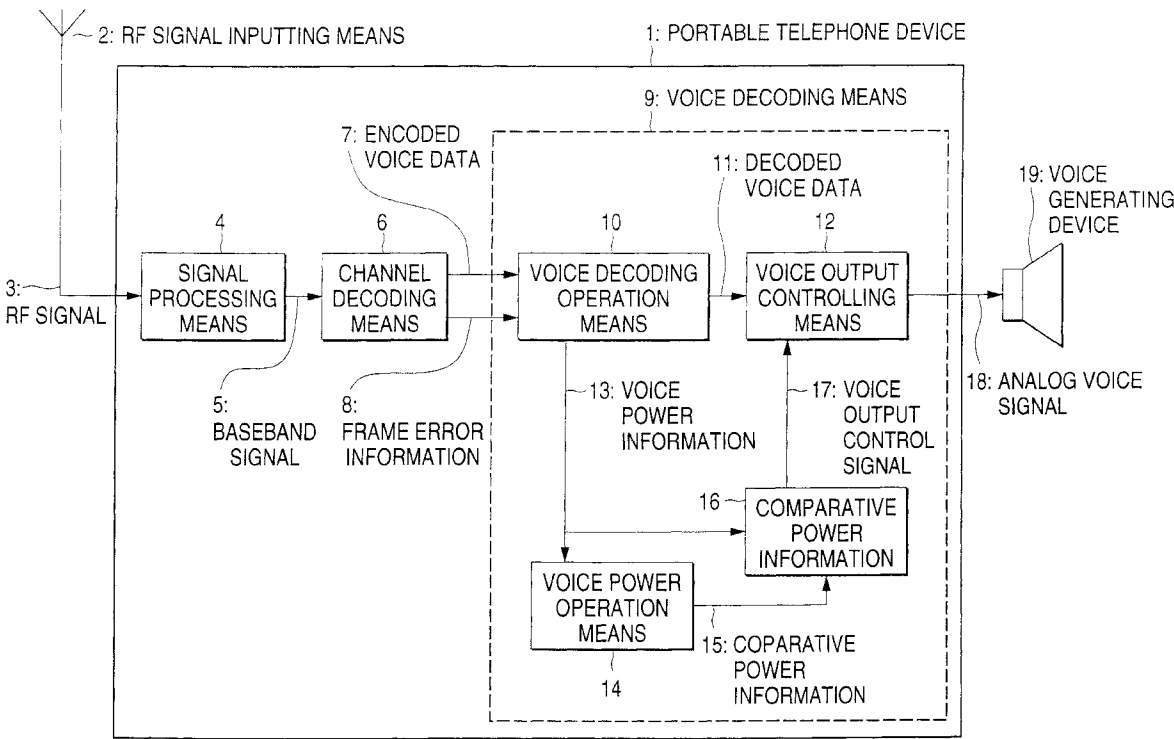 2: RF SIGNAL INPUTTING MEANS
1: PORTABLE TELEPHONE DEVICE
9: VOICE DECODING MEANS
7: ENCODED
VOICE DATA
11: DECODED
VOICE DATA
19: VOICE
GENERATING
DEVICE
4
6
10
12
SIGNAL
PROCESSING
MEANS
CHANNEL
DECODING
MEANS
VOICE DECODING
OPERATION
MEANS
VOICE OUTPUT
CONTROLLING
MEANS
3:
RF SIGNAL
5:
BASEBAND
SIGNAL
8:
FRAME ERROR
INFORMATION
13: VOICE
POWER
INFORMATION
17: VOICE
OUTPUT
CONTROL
SIGNAL
18: ANALOG VOICE
SIGNAL
16
COMPARATIVE
POWER
INFORMATION
VOICE POWER
OPERATION
MEANS
14
15: COPARATIVE
POWER
INFORMATION